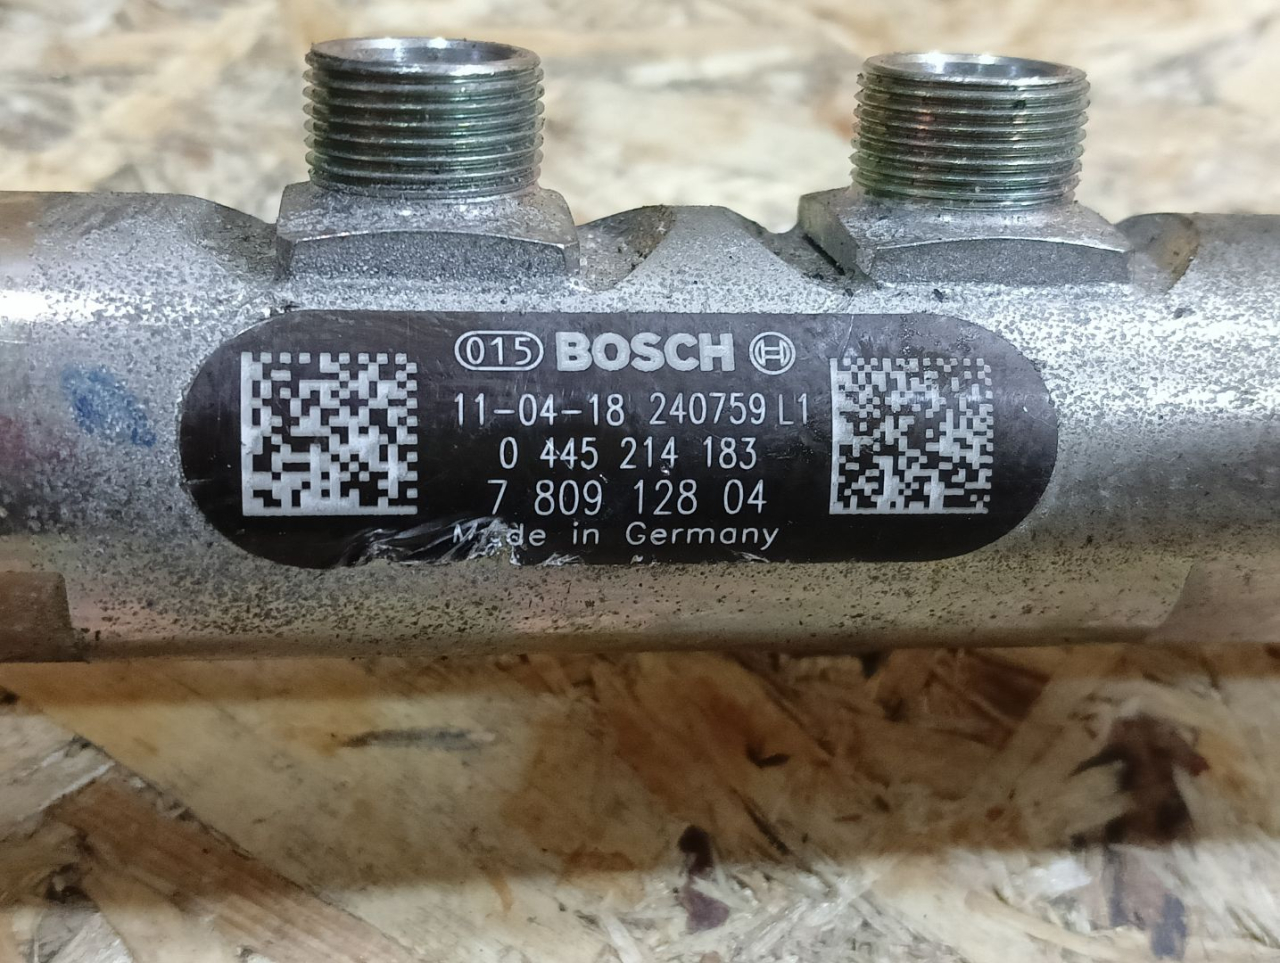 015 BOSCH
11-04-18 240759 L1
0 445 214 183
7 809 128 04
Made in Germany